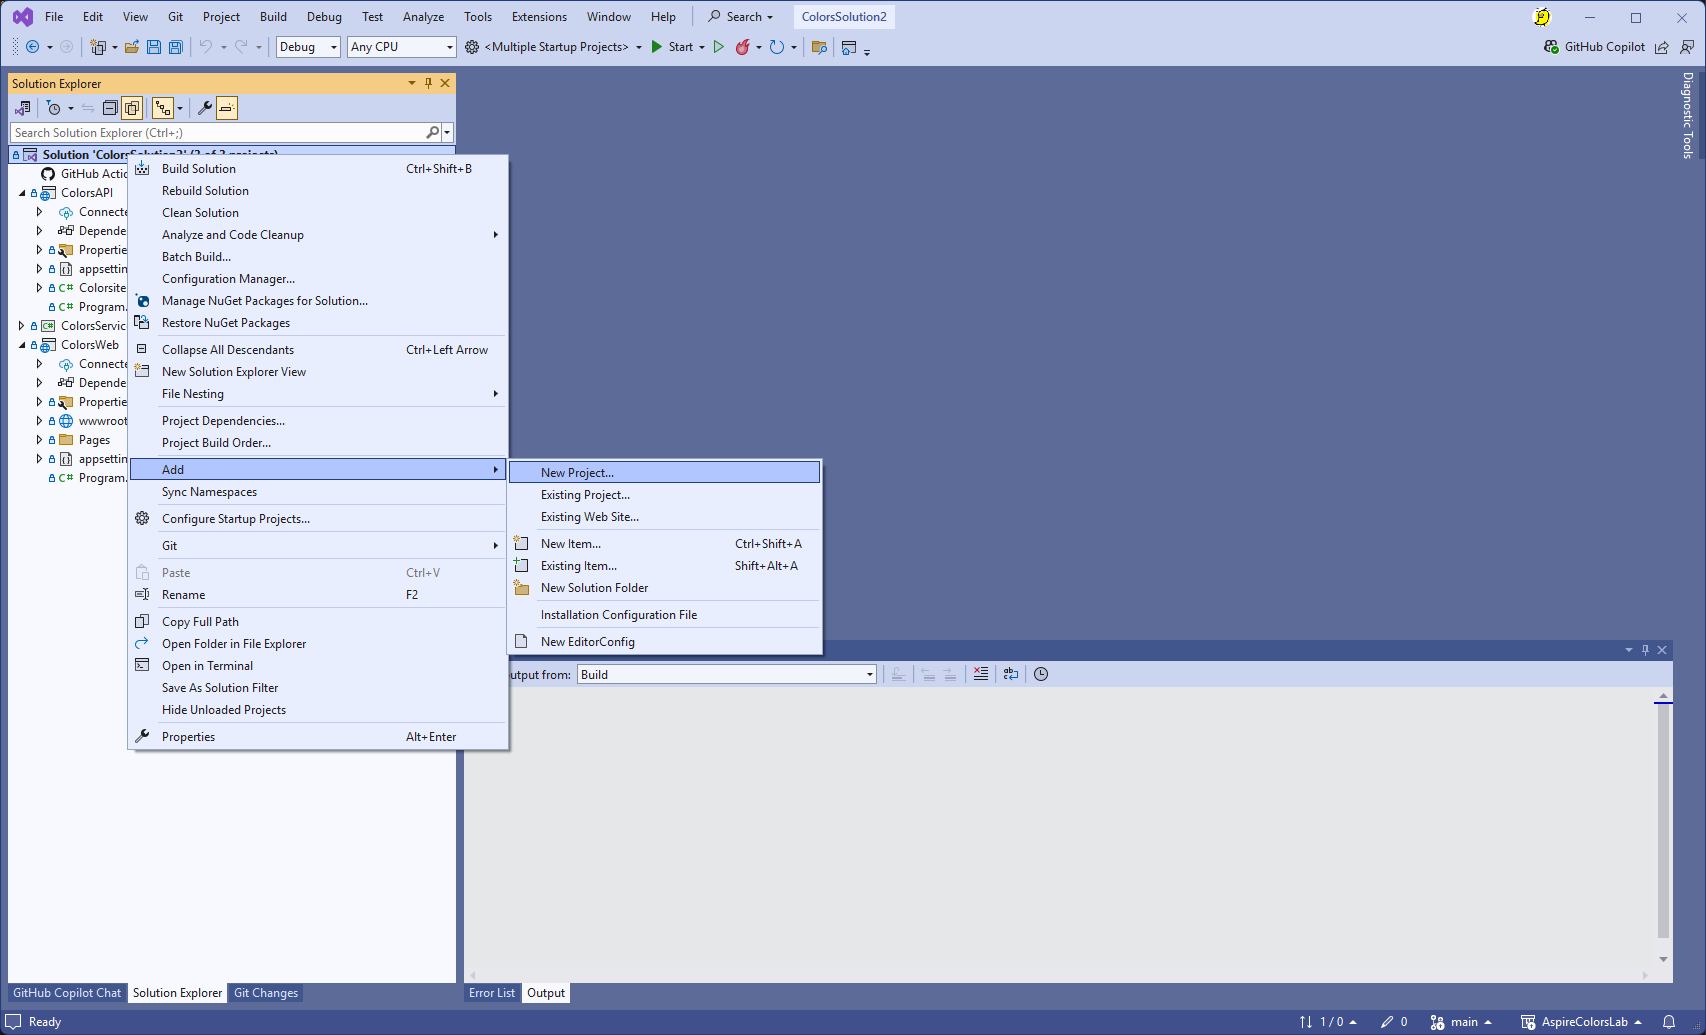 File Edit View Git Project Build Debug Test Analyze Tools Extensions Window Help Search ColorsSolution2
Debug Any CPU <Multiple Startup Projects> Start GitHub Copilot
Solution Explorer
Search Solution Explorer (Ctrl+;)
Solution 'ColorsSolution2' (3 of 3 projects)
GitHub Actio
ColorsAPI
Connecte
Depende
Propertie
appsettin
Colorsite
Program.
ColorsServic
ColorsWeb
Connecte
Depende
Propertie
wwwroot
Pages
appsettin
Program.
Build Solution Ctrl+Shift+B
Rebuild Solution
Clean Solution
Analyze and Code Cleanup
Batch Build...
Configuration Manager...
Manage NuGet Packages for Solution...
Restore NuGet Packages
Collapse All Descendants Ctrl+Left Arrow
New Solution Explorer View
File Nesting
Project Dependencies...
Project Build Order...
Add
Sync Namespaces
Configure Startup Projects...
Git
Paste Ctrl+V
Rename F2
Copy Full Path
Open Folder in File Explorer
Open in Terminal
Save As Solution Filter
Hide Unloaded Projects
Properties Alt+Enter
New Project...
Existing Project...
Existing Web Site...
New Item... Ctrl+Shift+A
Existing Item... Shift+Alt+A
New Solution Folder
Installation Configuration File
New EditorConfig
utput from: Build
Diagnostic Tools
GitHub Copilot Chat Solution Explorer Git Changes Error List Output
Ready 1 / 0 0 main AspireColorsLab